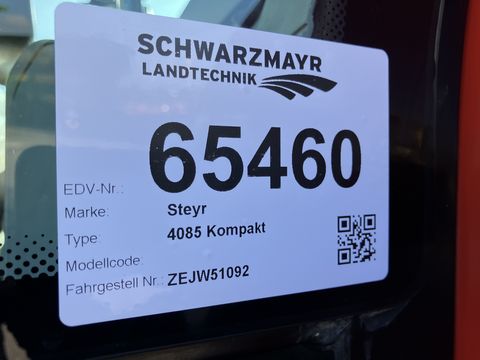 SCHWARZMAYR
LANDTECHNIK
EDV-Nr.: 65460
Marke: Steyr
Type: 4085 Kompakt
Modellcode:
Fahrgestell Nr.: ZEJW51092